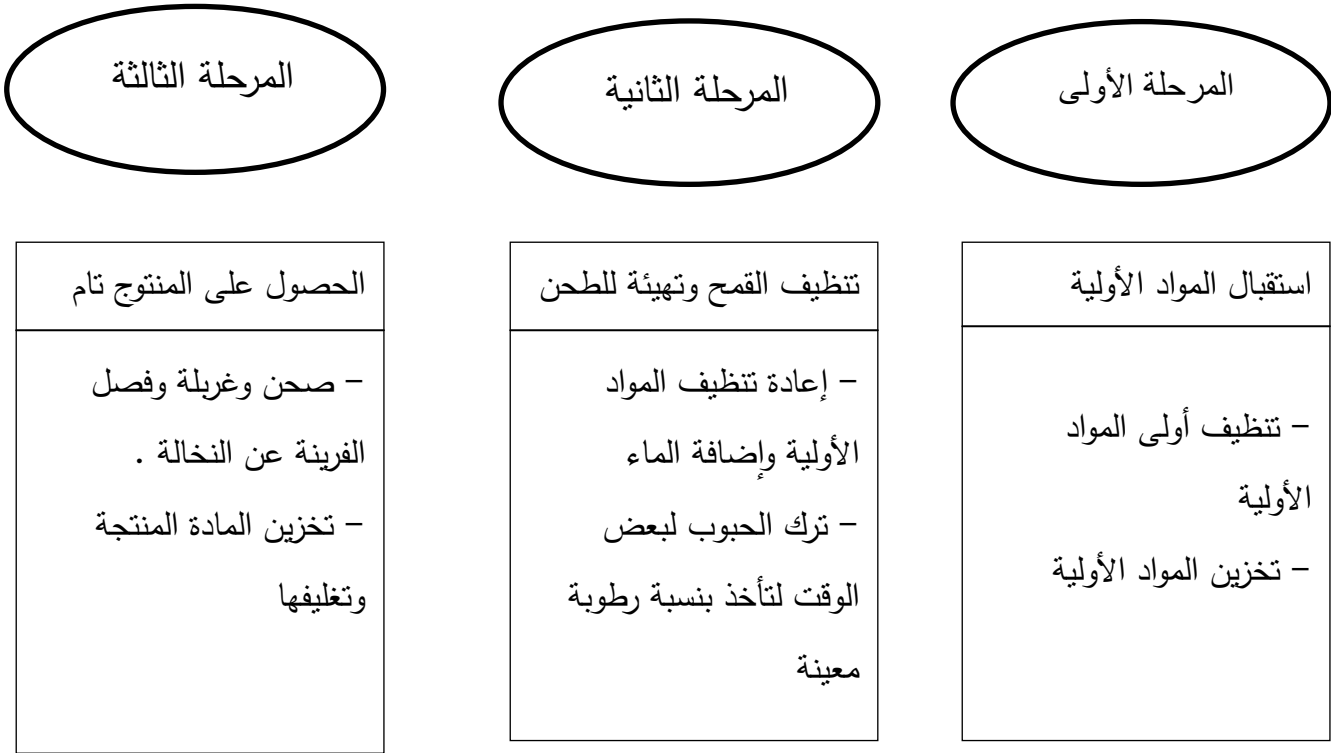 المرحلة الأولى
استقبال المواد الأولية
– تنظيف أولى المواد
الأولية
– تخزين المواد الأولية
المرحلة الثانية
تنظيف القمح وتهيئة للطحن
– إعادة تنظيف المواد
الأولية وإضافة الماء
– ترك الحبوب لبعض
الوقت لتأخذ بنسبة رطوبة
معينة
المرحلة الثالثة
الحصول على المنتوج تام
– صحن وغربلة وفصل
الفرينة عن النخالة .
– تخزين المادة المنتجة
وتغليفها